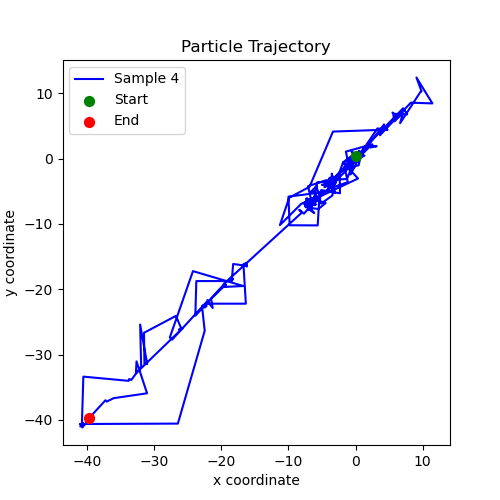 Particle Trajectory
Sample 4
Start
End
10
0
−10
−20
−30
−40
y coordinate
−40 −30 −20 −10 0 10
x coordinate